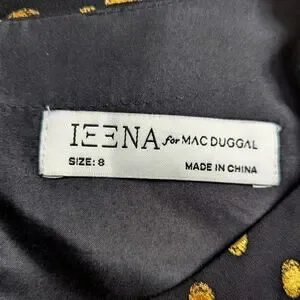 IEENA for MAC DUGGAL
SIZE: 8 MADE IN CHINA